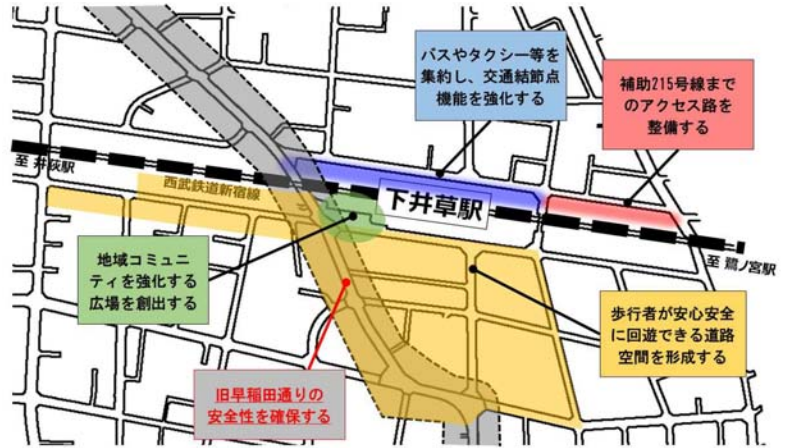 バスやタクシー等を
集約し、交通結節点
機能を強化する
補助215号線まで
のアクセス路を
整備する
至 井荻駅
西武鉄道新宿線
下井草駅
至 鷺ノ宮駅
地域コミュニ
ティを強化する
広場を創出する
歩行者が安心安全
に回遊できる道路
空間を形成する
旧早稲田通りの
安全性を確保する